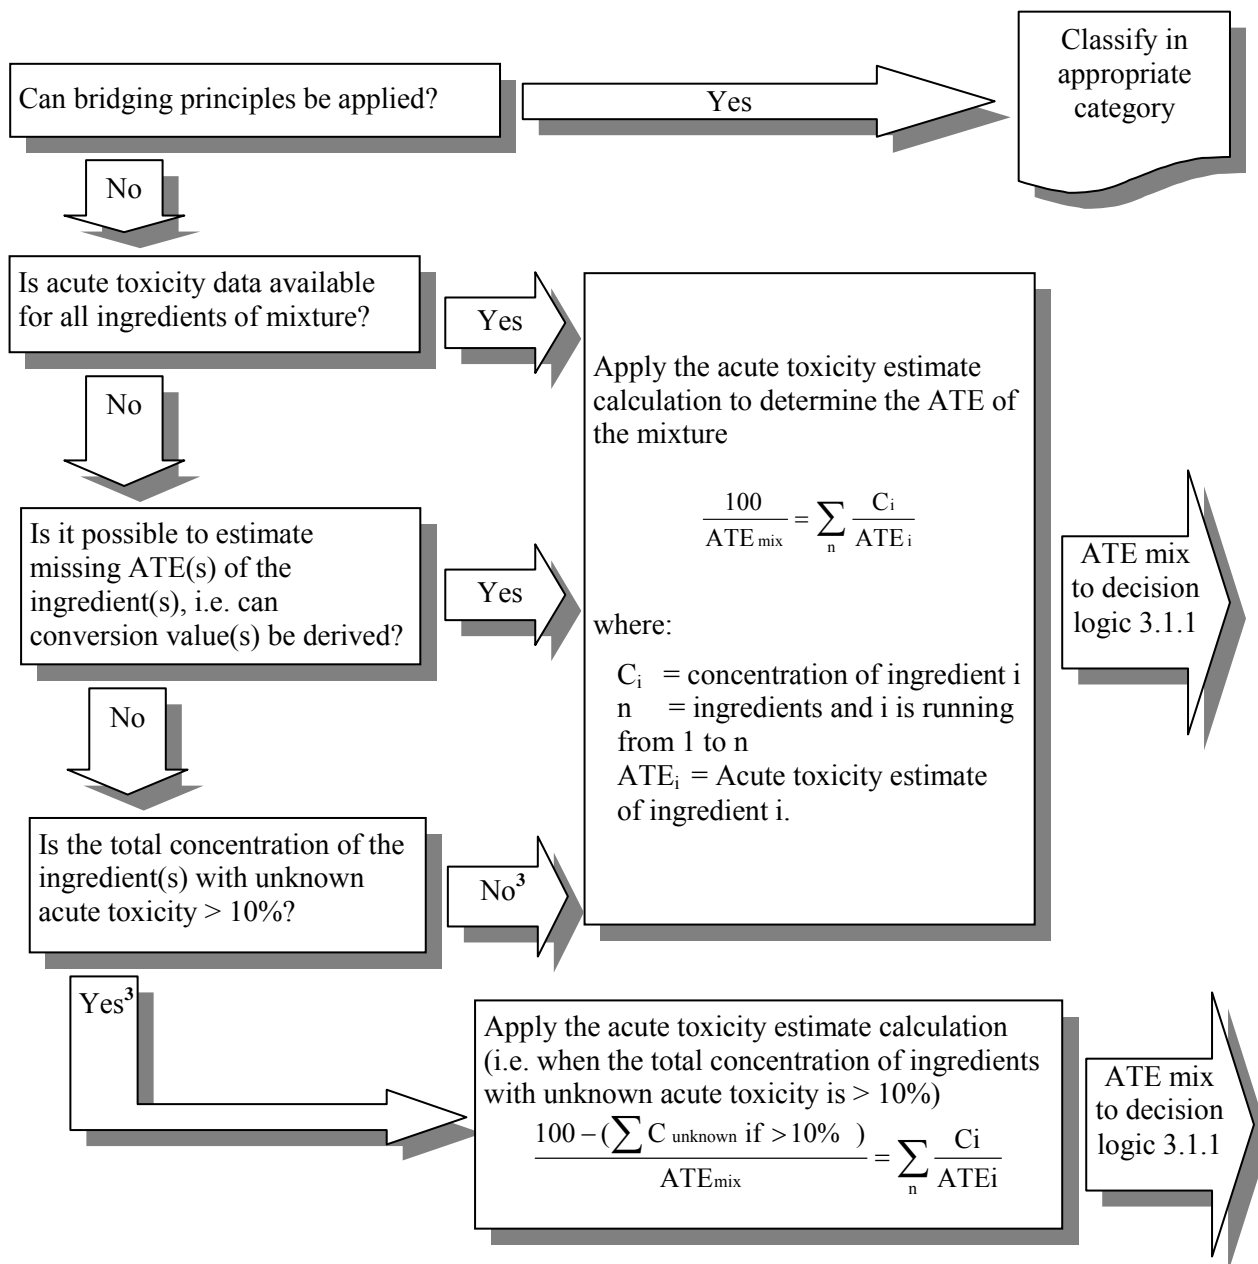 Can bridging principles be applied?
Yes
Classify in
appropriate
category
No
Is acute toxicity data available
for all ingredients of mixture?
Yes
No
Is it possible to estimate
missing ATE(s) of the
ingredient(s), i.e. can
conversion value(s) be derived?
Yes
No
Is the total concentration of the
ingredient(s) with unknown
acute toxicity > 10%?
No³
Apply the acute toxicity estimate
calculation to determine the ATE of
the mixture
100 / ATE mix = ∑ n C i / ATE i
where:
Ci = concentration of ingredient i
n = ingredients and i is running
from 1 to n
ATEi = Acute toxicity estimate
of ingredient i.
ATE mix
to decision
logic 3.1.1
Yes³
Apply the acute toxicity estimate calculation
(i.e. when the total concentration of ingredients
with unknown acute toxicity is > 10%)
100 – (∑ C unknown if > 10% ) / ATEmix = ∑ n Ci / ATEi
ATE mix
to decision
logic 3.1.1